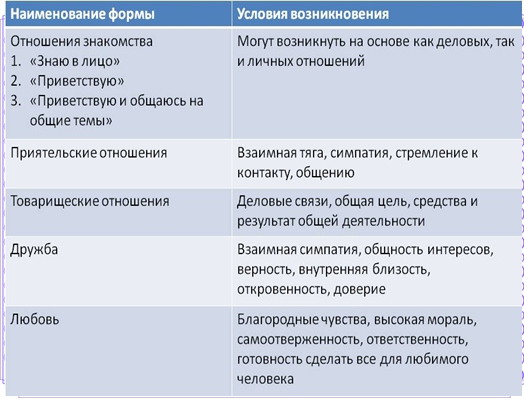 Наименование формы
Условия возникновения
Отношения знакомства
1. «Знаю в лицо»
2. «Приветствую»
3. «Приветствую и общаюсь на
общие темы»
Могут возникнуть на основе как деловых, так
и личных отношений
Приятельские отношения
Взаимная тяга, симпатия, стремление к
контакту, общению
Товарищеские отношения
Деловые связи, общая цель, средства и
результат общей деятельности
Дружба
Взаимная симпатия, общность интересов,
верность, внутренняя близость,
откровенность, доверие
Любовь
Благородные чувства, высокая мораль,
самоотверженность, ответственность,
готовность сделать все для любимого
человека